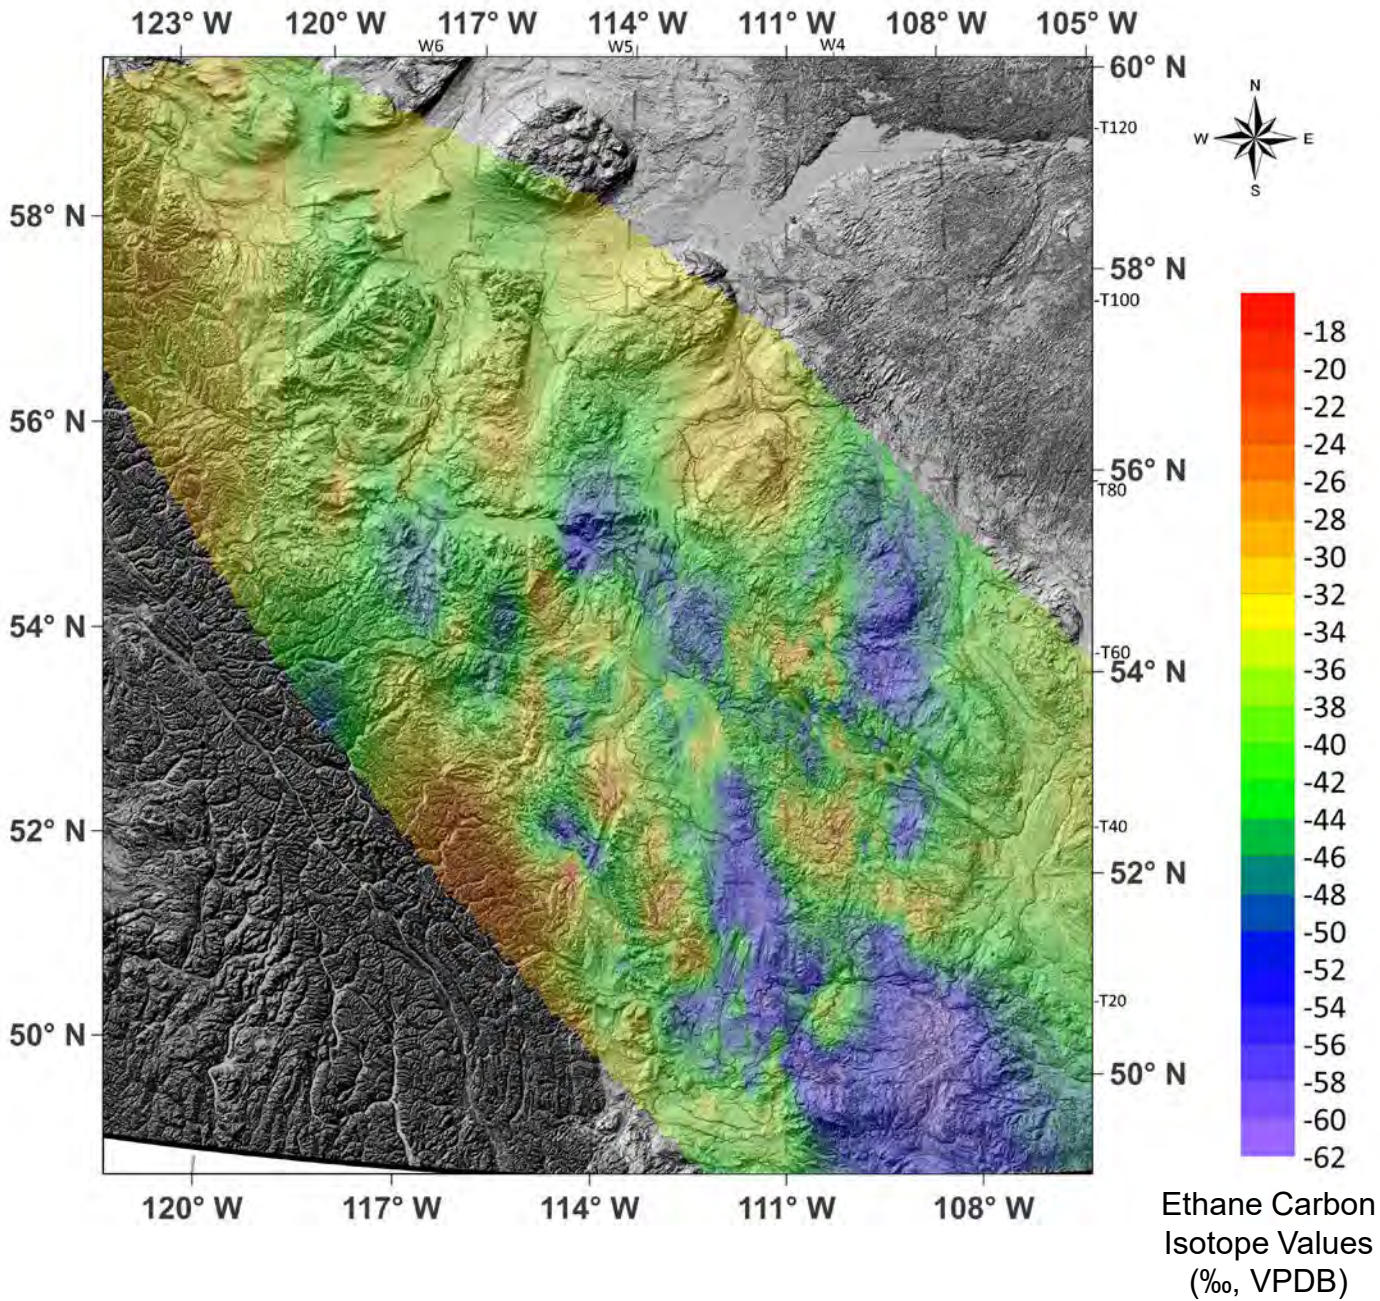 123° W 120° W 117° W 114° W 111° W 108° W 105° W
W6 W5 W4
60° N
N
W E
S
-T120
58° N
58° N
-T100
56° N
56° N
T80
54° N
-T60
54° N
52° N
-T40
52° N
-T20
50° N
50° N
120° W 117° W 114° W 111° W 108° W
-18
-20
-22
-24
-26
-28
-30
-32
-34
-36
-38
-40
-42
-44
-46
-48
-50
-52
-54
-56
-58
-60
-62
Ethane Carbon
Isotope Values
(‰, VPDB)